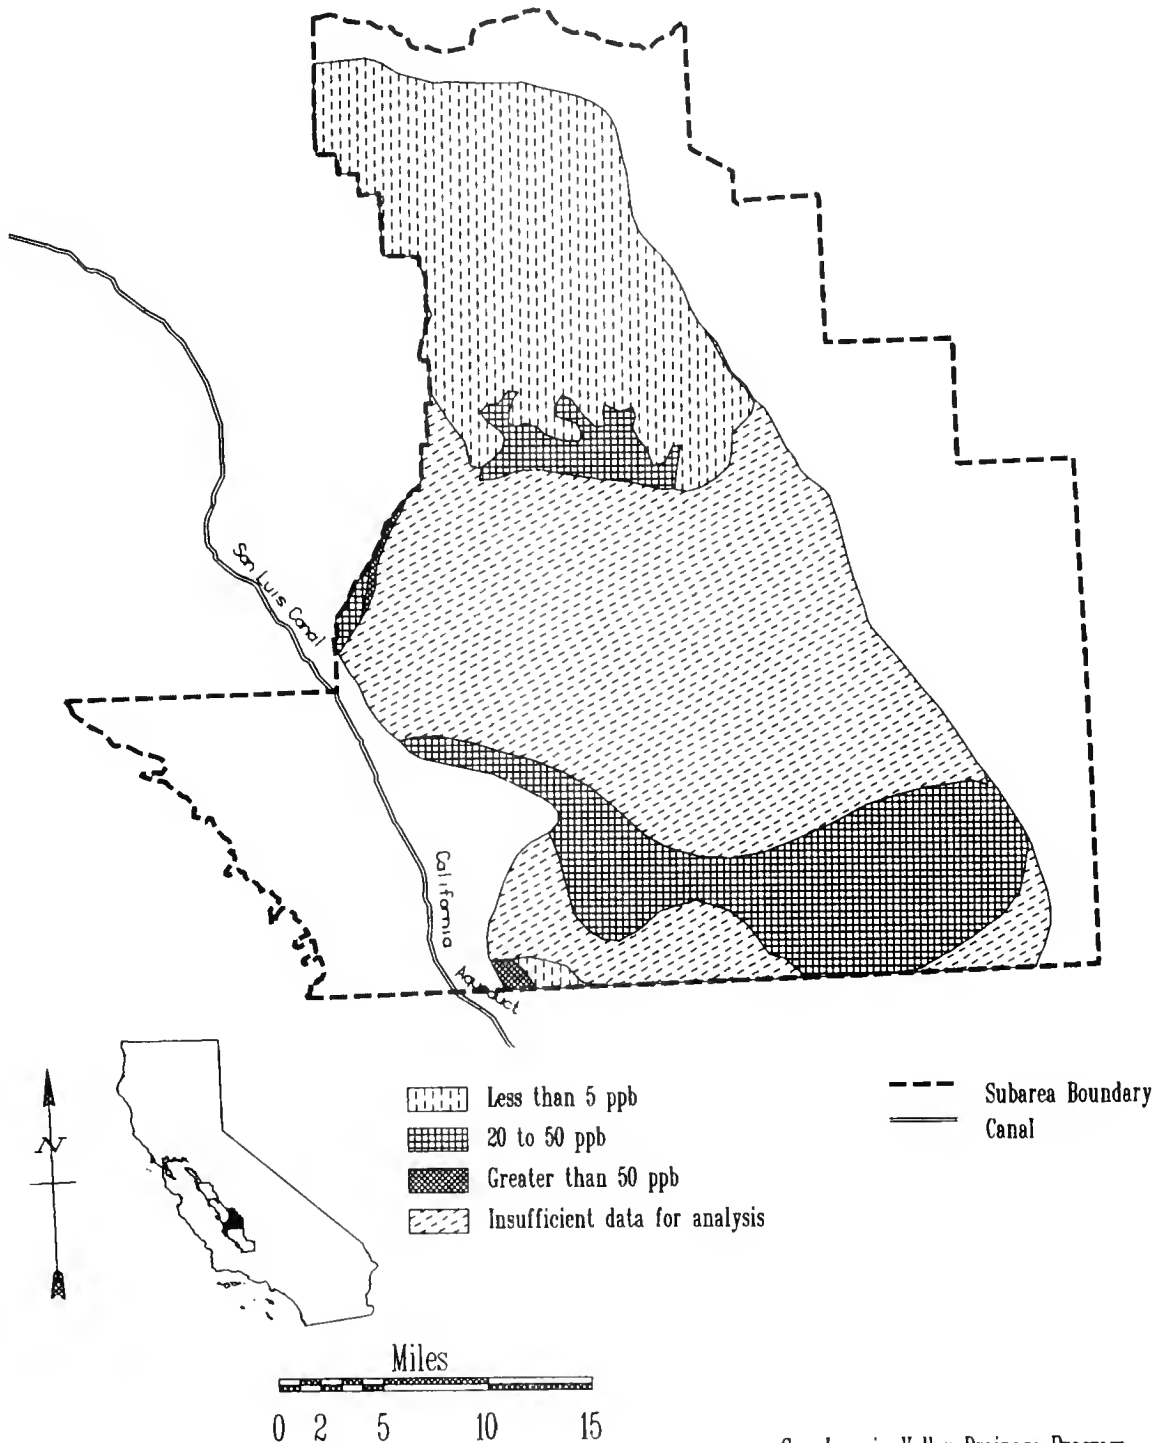 San Luis Canal
California
Aqueduct
N
Less than 5 ppb
20 to 50 ppb
Greater than 50 ppb
Insufficient data for analysis
Subarea Boundary
Canal
Miles
0 2 5 10 15